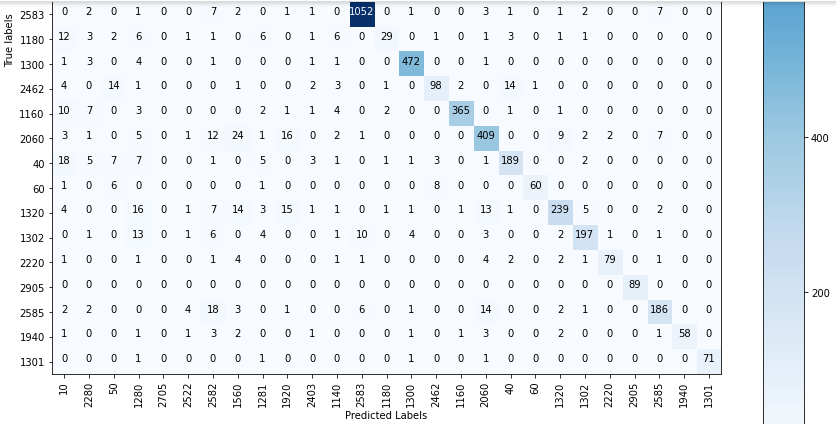 True labels
2583 0 2 0 1 0 0 7 2 0 1 1 0 1052 0 1 0 0 3 1 0 1 2 0 0 7 0 0
1180 12 3 2 6 0 1 1 0 6 0 1 6 0 29 0 1 0 1 3 0 1 1 0 0 0 0 0
1300 1 3 0 4 0 0 1 0 0 0 1 1 0 0 472 0 0 1 0 0 0 0 0 0 0 0 0
2462 4 0 14 1 0 0 0 1 0 0 2 3 0 1 0 98 2 0 14 1 0 0 0 0 0 0 0
1160 10 7 0 3 0 0 0 0 2 1 1 4 0 2 0 0 365 0 1 0 1 0 0 0 0 0 0
2060 3 1 0 5 0 1 12 24 1 16 0 2 1 0 0 0 0 409 0 0 9 2 2 0 7 0 0
400
40 18 5 7 7 0 0 1 0 5 0 3 1 0 1 1 3 0 1 189 0 0 2 0 0 0 0 0
60 1 0 6 0 0 0 0 0 1 0 0 0 0 0 0 8 0 0 0 60 0 0 0 0 0 0 0
1320 4 0 0 16 0 1 7 14 3 15 1 1 0 1 1 0 1 13 1 0 239 5 0 0 2 0 0
1302 0 1 0 13 0 1 6 0 4 0 0 1 10 0 4 0 0 3 0 0 2 197 1 0 1 0 0
2220 1 0 0 1 0 0 1 4 0 0 0 1 1 0 0 0 0 4 2 0 2 1 79 0 1 0 0
2905 0 0 0 0 0 0 0 0 0 0 0 0 0 0 0 0 0 0 0 0 0 0 0 89 0 0 0
200
2585 2 2 0 0 0 4 18 3 0 1 0 0 6 0 1 0 0 14 0 0 2 1 0 0 186 0 0
1940 1 0 0 1 0 1 3 2 0 0 1 0 0 0 1 0 1 3 0 0 2 0 0 0 1 58 0
1301 0 0 0 1 0 0 0 0 1 0 0 0 1 0 1 0 0 1 0 0 0 0 0 0 0 0 71
10 2280 50 1280 2705 2522 2582 1560 1281 1920 2403 1140 2583 1180 1300 2462 1160 2060 40 60 1320 1302 2220 2905 2585 1940 1301
Predicted Labels